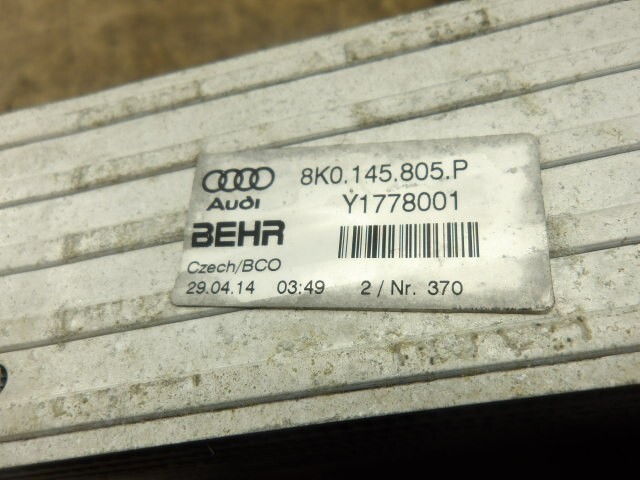 8K0.145.805.P
Audi
Y1778001
BEHR
Czech/BCO
29.04.14 03:49 2 / Nr. 370